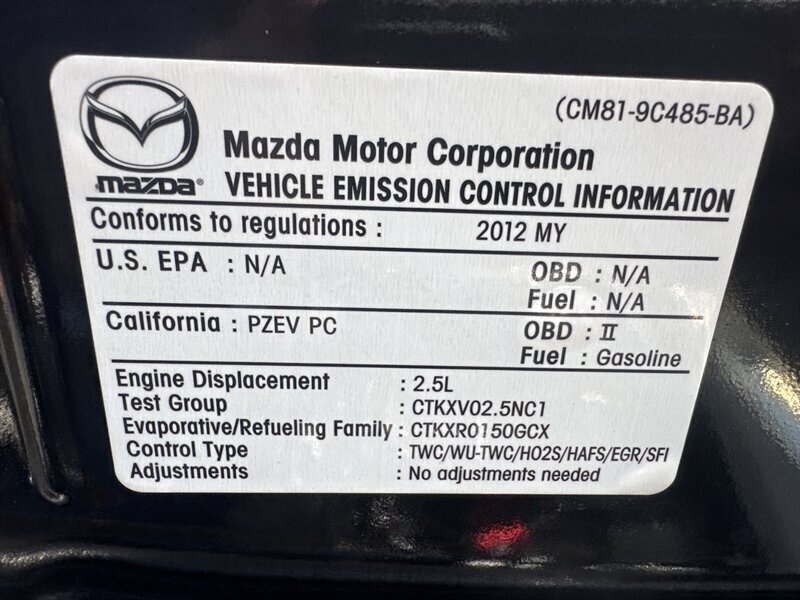 (CM81-9C485-BA)
mazda®
Mazda Motor Corporation
VEHICLE EMISSION CONTROL INFORMATION
Conforms to regulations : 2012 MY
U.S. EPA : N/A OBD : N/A
Fuel : N/A
California : PZEV PC OBD : II
Fuel : Gasoline
Engine Displacement : 2.5L
Test Group : CTKXV02.5NC1
Evaporative/Refueling Family : CTKXR0150GCX
Control Type : TWC/WU-TWC/HO2S/HAFS/EGR/SFI
Adjustments : No adjustments needed